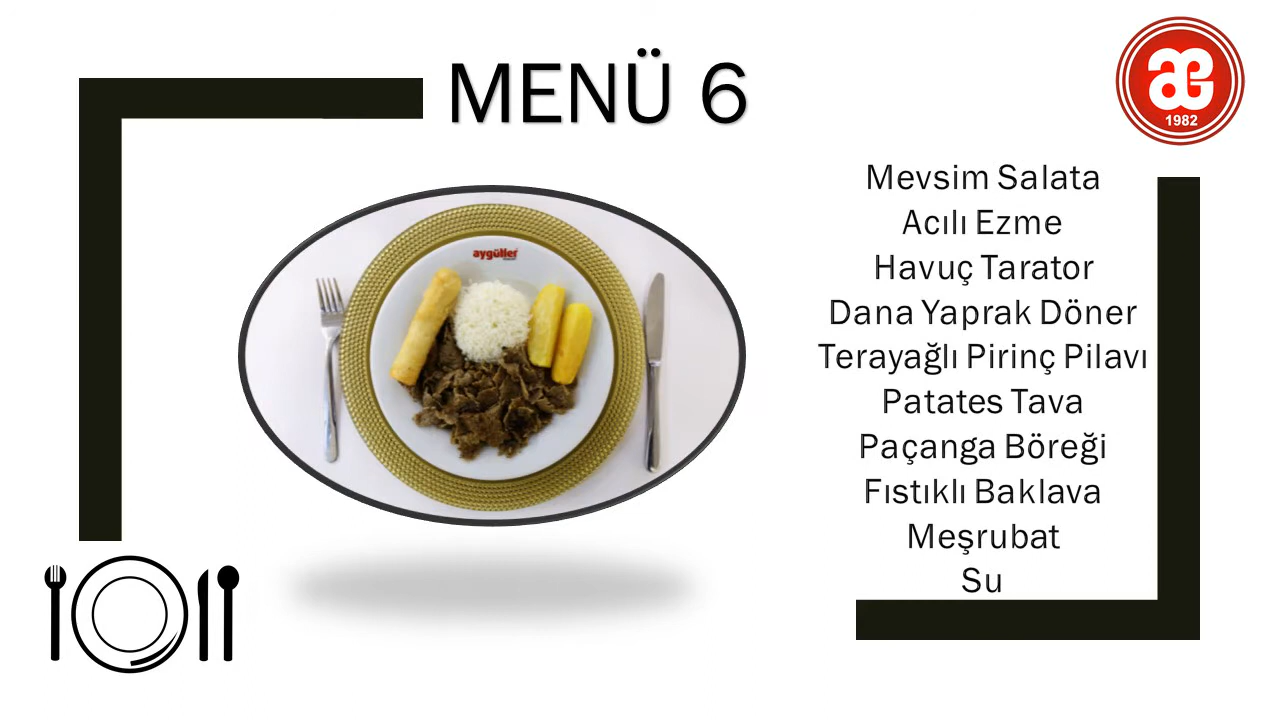 MENÜ 6
1982
Mevsim Salata
Acılı Ezme
Havuç Tarator
Dana Yaprak Döner
Terayağlı Pirinç Pilavı
Patates Tava
Paçanga Böreği
Fıstıklı Baklava
Meşrubat
Su
aygüller